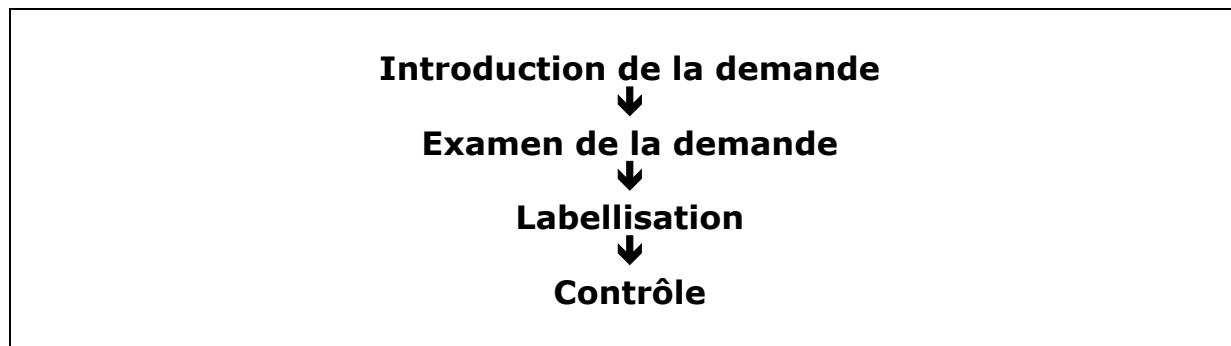 Introduction de la demande
Examen de la demande
Labellisation
Contrôle